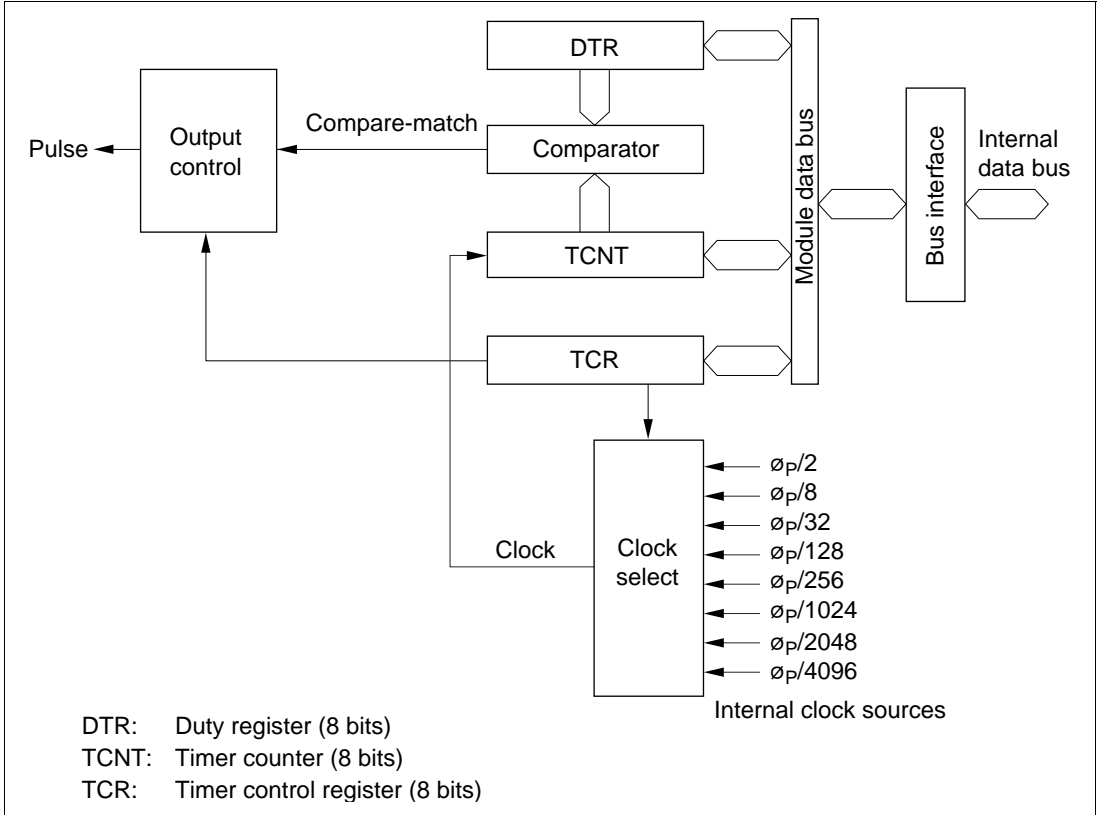 DTR
Compare-match
Pulse
Output
control
Comparator
Module data bus
Bus interface
Internal
data bus
TCNT
TCR
Clock
Clock
select
øP/2
øP/8
øP/32
øP/128
øP/256
øP/1024
øP/2048
øP/4096
Internal clock sources
DTR: Duty register (8 bits)
TCNT: Timer counter (8 bits)
TCR: Timer control register (8 bits)